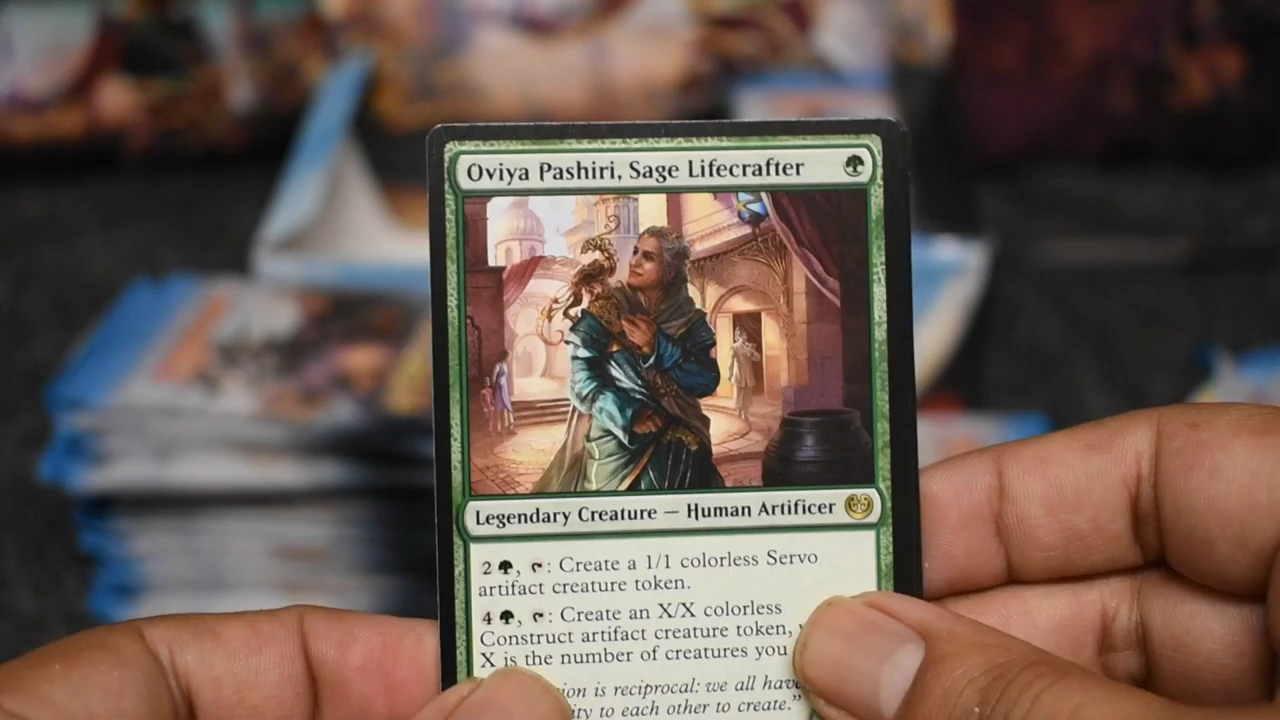 Oviya Pashiri, Sage Lifecrafter
Legendary Creature — Human Artificer
2 , : Create a 1/1 colorless Servo
artifact creature token.
4 , : Create an X/X colorless
Construct artifact creature token,
X is the number of creatures you
is reciprocal: we all have
to each other to create."